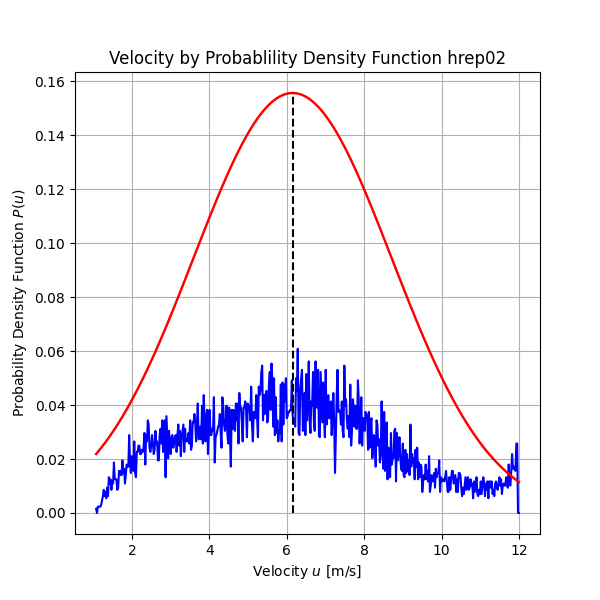 Velocity by Probablility Density Function hrep02
0.16
0.14
0.12
0.10
0.08
0.06
0.04
0.02
0.00
Probability Density Function P(u)
2 4 6 8 10 12
Velocity u [m/s]